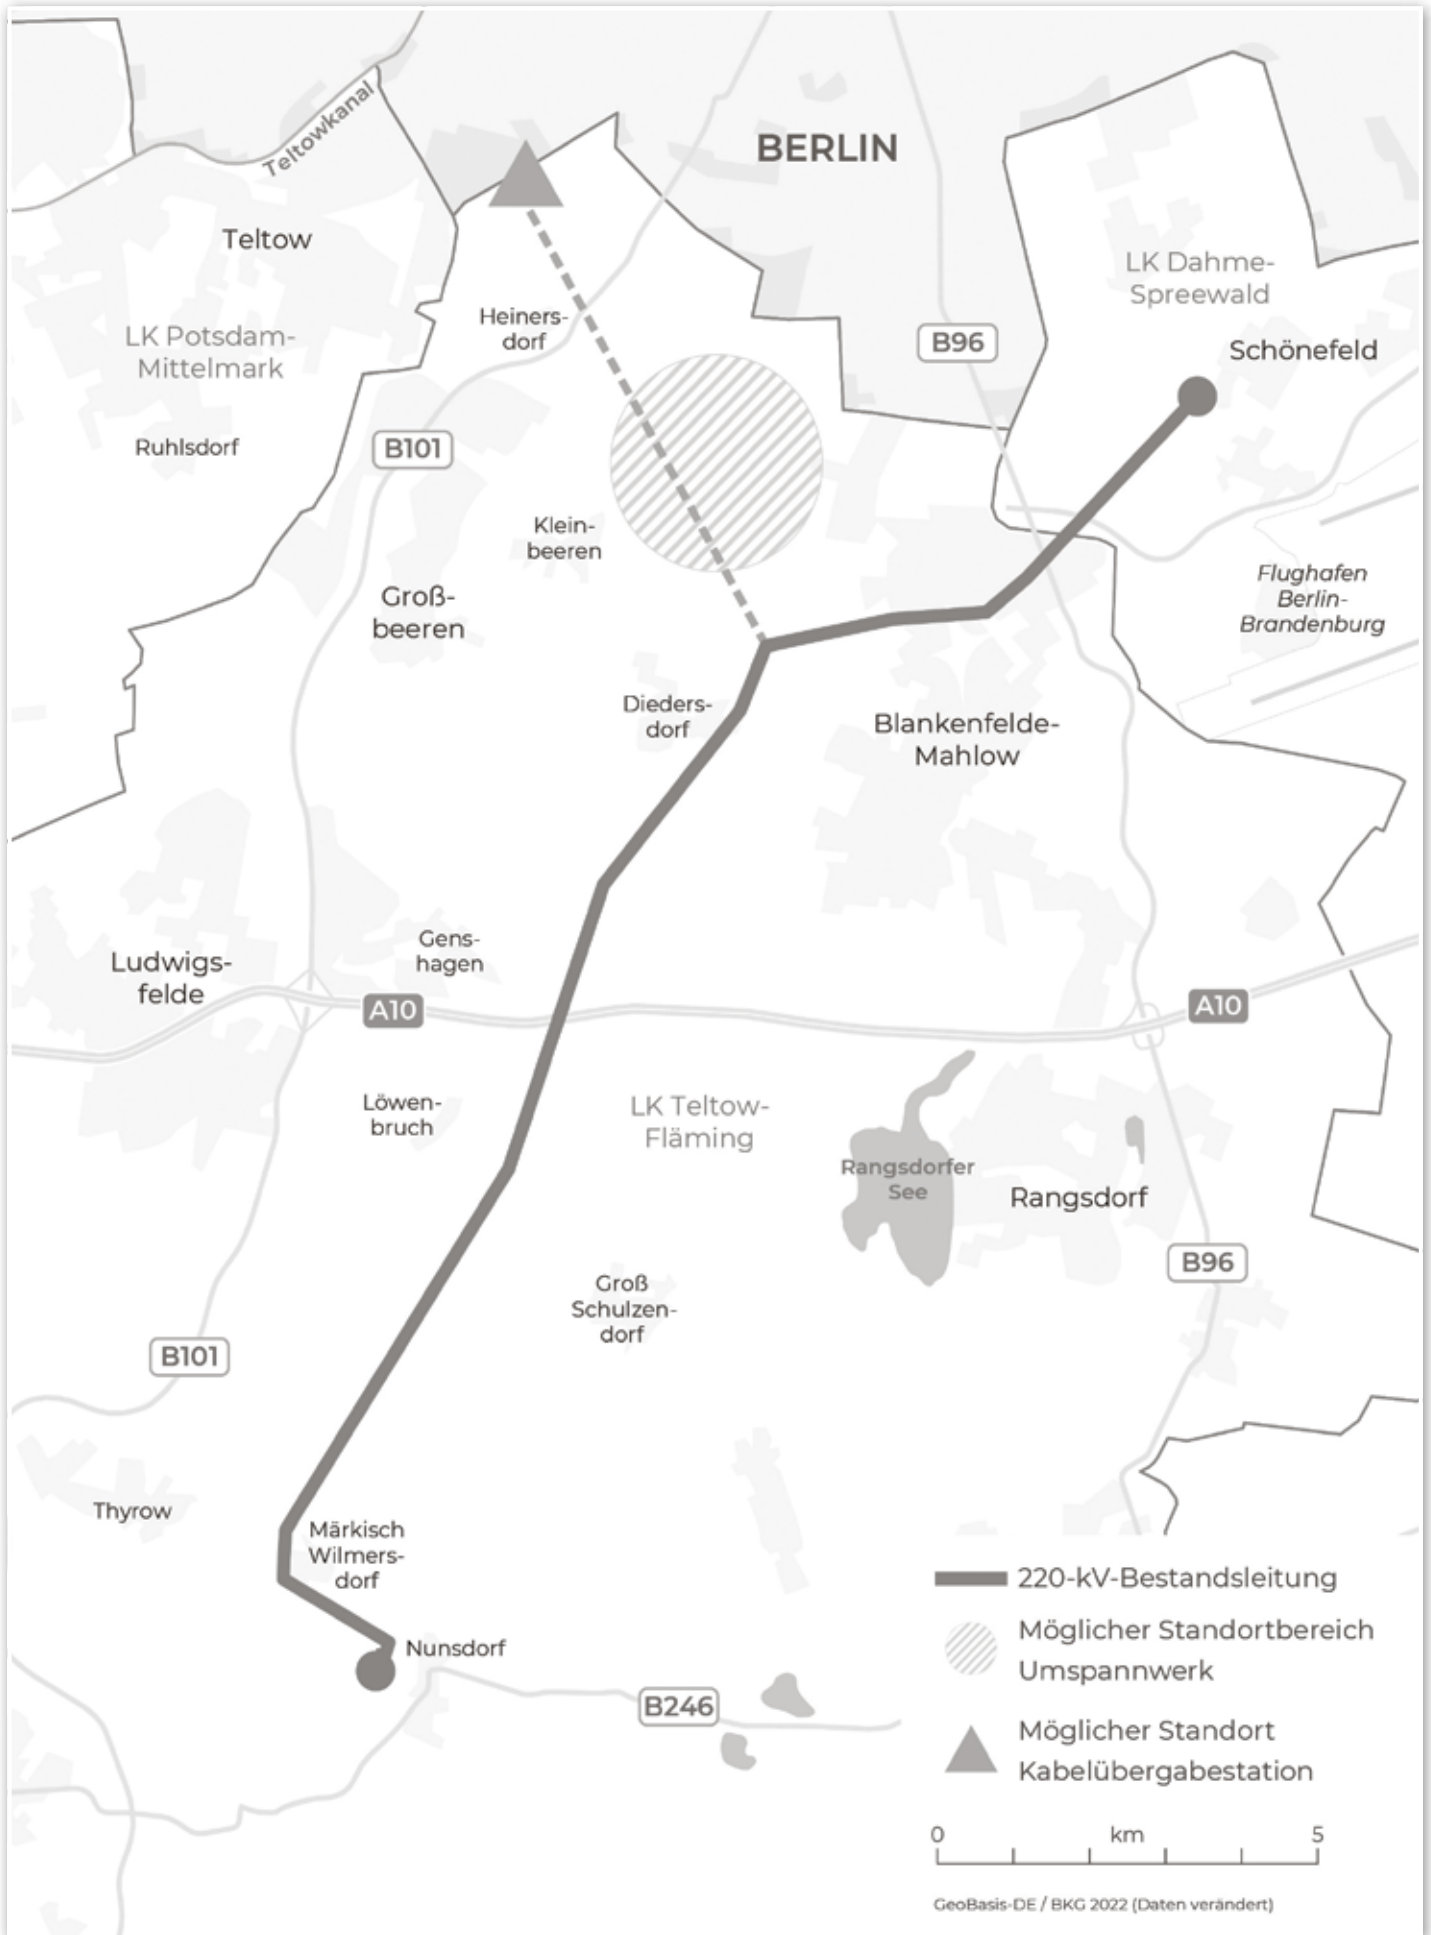 Teltowkanal
BERLIN
Teltow
LK Dahme-
Spreewald
Heiners-
dorf
LK Potsdam-
Mittelmark
B96
Schönefeld
Ruhlsdorf
B101
Klein-
beeren
Groß-
beeren
Flughafen
Berlin-
Brandenburg
Dieders-
dorf
Blankenfelde-
Mahlow
Gens-
hagen
Ludwigs-
felde
A10
A10
Löwen-
bruch
LK Teltow-
Fläming
Rangsdorfer
See
Rangsdorf
B96
Groß
Schulzen-
dorf
B101
Thyrow
Märkisch
Wilmers-
dorf
Nunsdorf
B246
220-kV-Bestandsleitung
Möglicher Standortbereich
Umspannwerk
Möglicher Standort
Kabelübergabestation
0 km 5
GeoBasis-DE / BKG 2022 (Daten verändert)